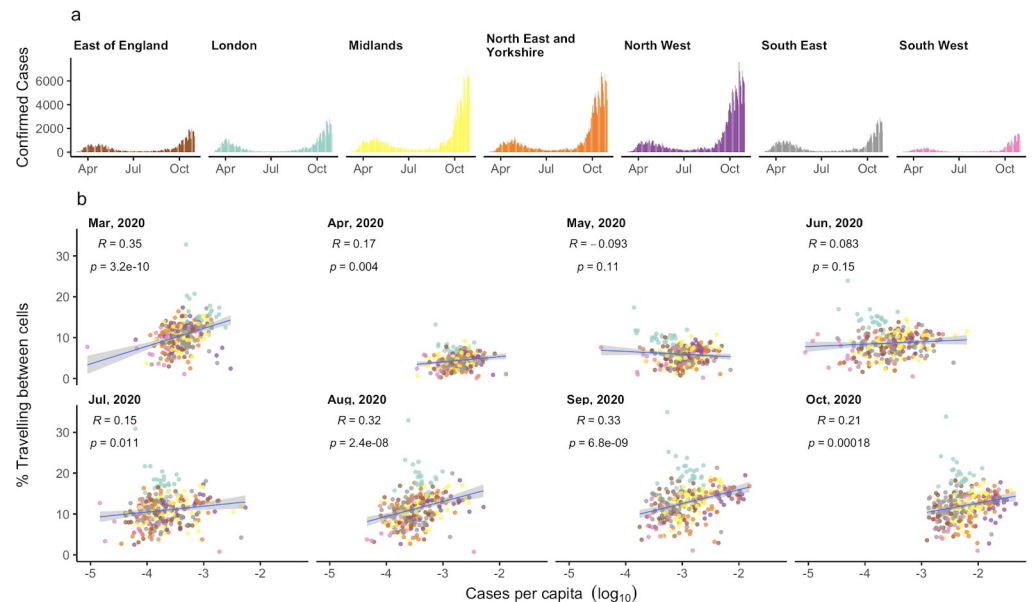 a
East of England London Midlands North East and Yorkshire North West South East South West
Confirmed Cases
6000
4000
2000
0
Apr Jul Oct Apr Jul Oct Apr Jul Oct Apr Jul Oct Apr Jul Oct Apr Jul Oct Apr Jul Oct
b
Mar, 2020 Apr, 2020 May, 2020 Jun, 2020
R = 0.35 R = 0.17 R = −0.093 R = 0.083
p = 3.2e-10 p = 0.004 p = 0.11 p = 0.15
30
20
10
0
% Travelling between cells
Jul, 2020 Aug, 2020 Sep, 2020 Oct, 2020
R = 0.15 R = 0.32 R = 0.33 R = 0.21
p = 0.011 p = 2.4e-08 p = 6.8e-09 p = 0.00018
30
20
10
0
-5 -4 -3 -2 -5 -4 -3 -2 -5 -4 -3 -2 -5 -4 -3 -2
Cases per capita (log10)